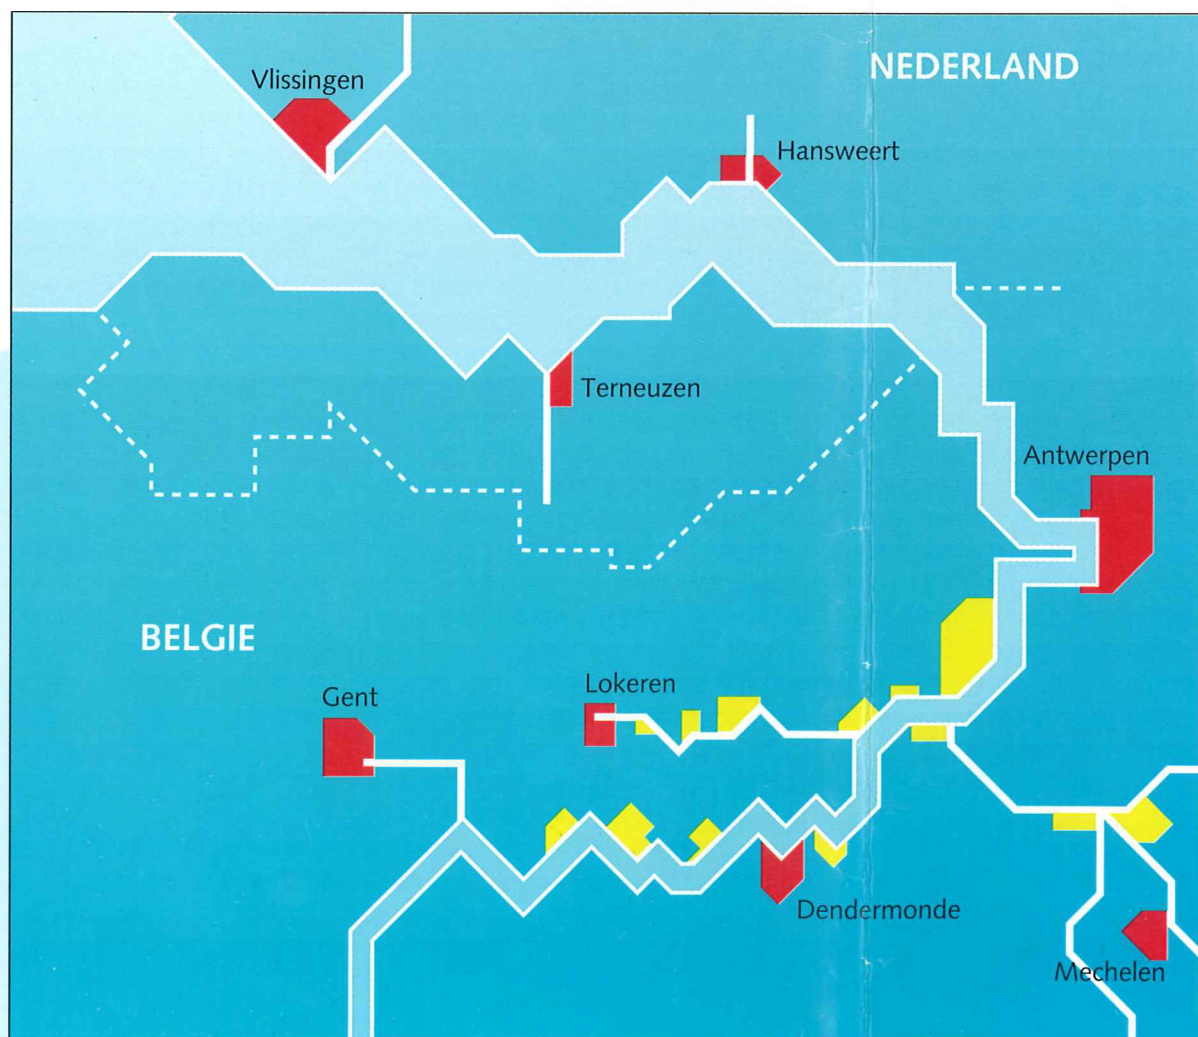 NEDERLAND
Vlissingen
Hansweert
Terneuzen
Antwerpen
BELGIE
Gent
Lokeren
Dendermonde
Mechelen